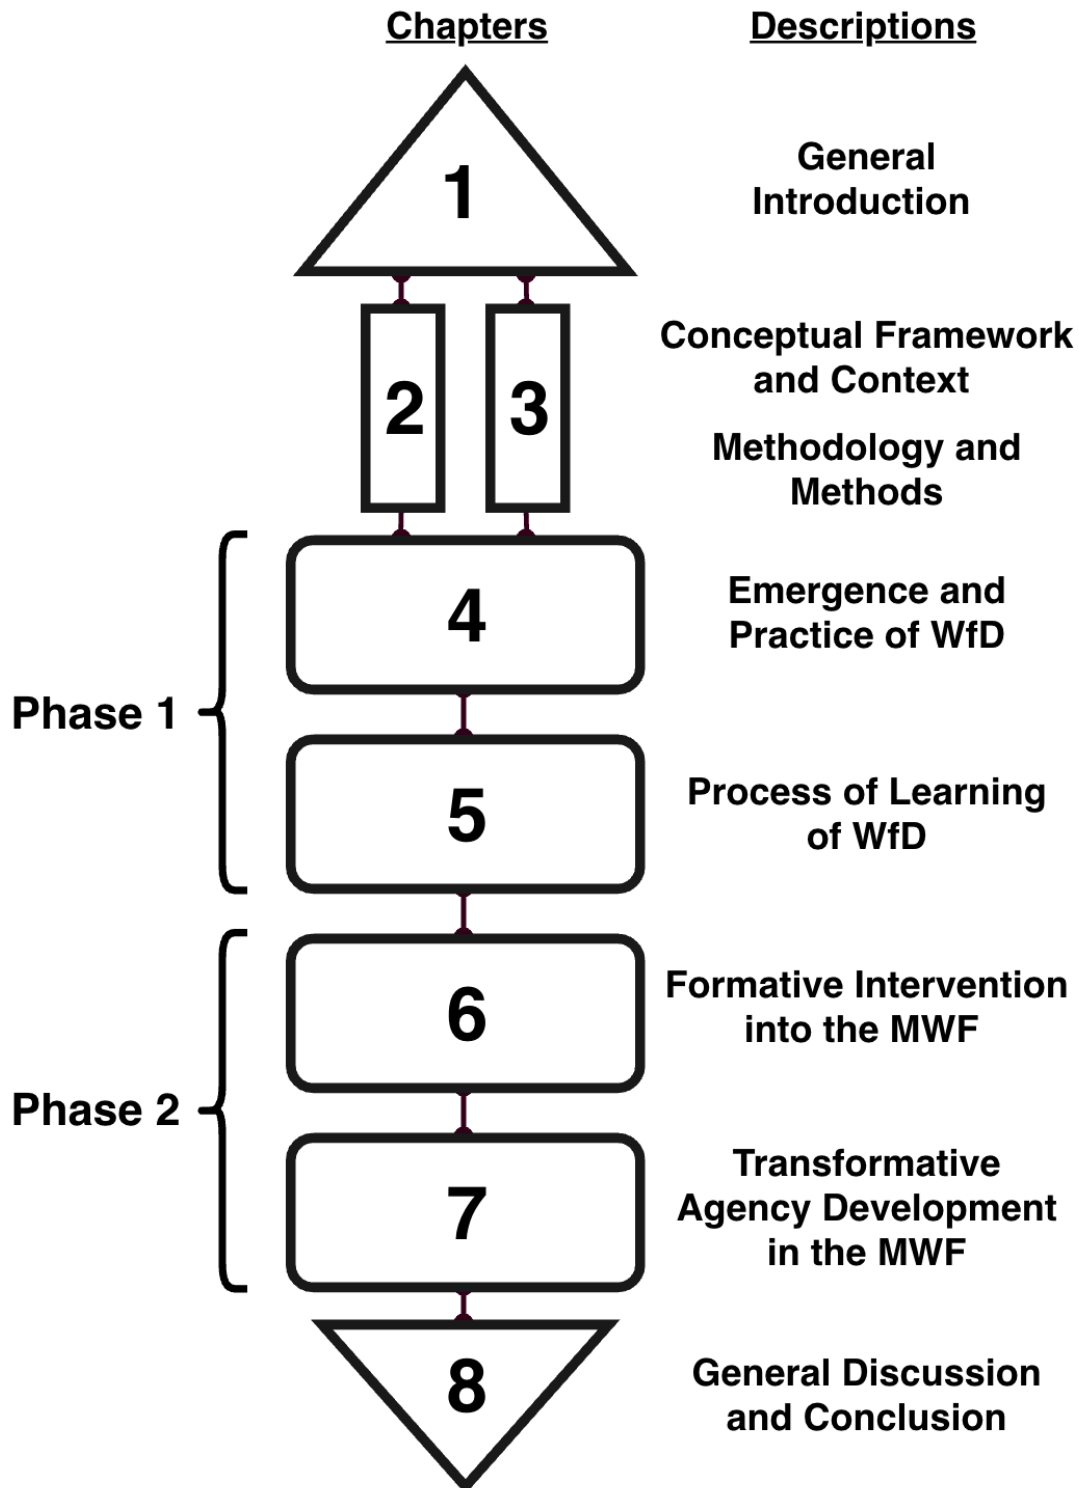 Chapters
Descriptions
1
General
Introduction
2
3
Conceptual Framework
and Context
Methodology and
Methods
4
Emergence and
Practice of WfD
Phase 1
5
Process of Learning
of WfD
6
Formative Intervention
into the MWF
Phase 2
7
Transformative
Agency Development
in the MWF
8
General Discussion
and Conclusion